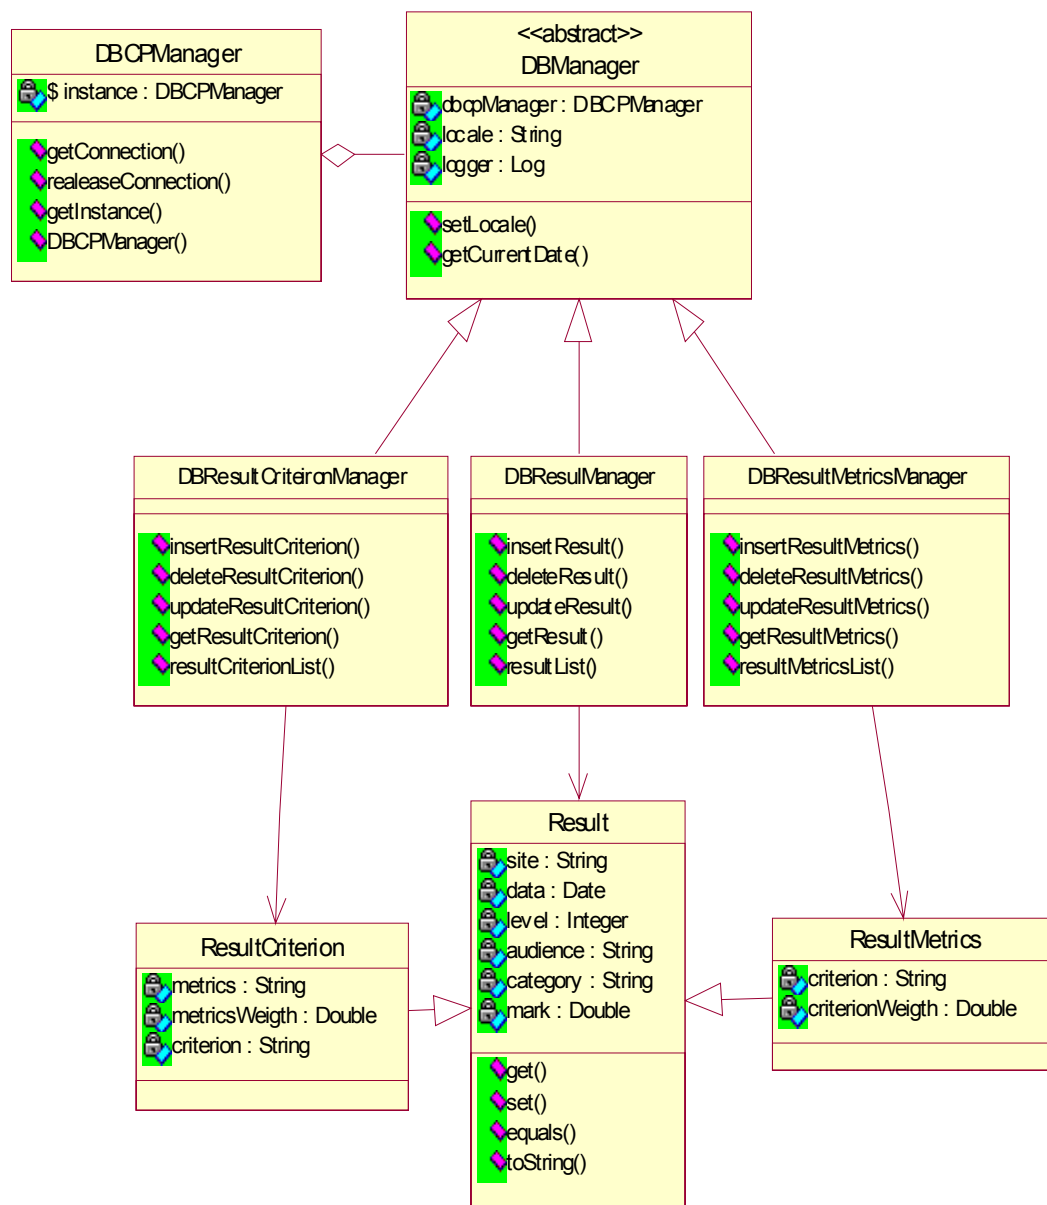 DBCPManager
$ instance : DBCPManager
getConnection()
realeaseConnection()
getInstance()
DBCPManager()
<<abstract>>
DBManager
dbcpManager : DBCPManager
locale : String
logger : Log
setLocale()
getCurrentDate()
DBResultCriteironManager
insertResultCriterion()
deleteResultCriterion()
updateResultCriterion()
getResultCriterion()
resultCriterionList()
DBResulManager
insertResult()
deleteResult()
updateResult()
getResult()
resultList()
DBResultMetricsManager
insertResultMetrics()
deleteResultMetrics()
updateResultMetrics()
getResultMetrics()
resultMetricsList()
ResultCriterion
metrics : String
metricsWeigth : Double
criterion : String
Result
site : String
data : Date
level : Integer
audience : String
category : String
mark : Double
get()
set()
equals()
toString()
ResultMetrics
criterion : String
criterionWeigth : Double